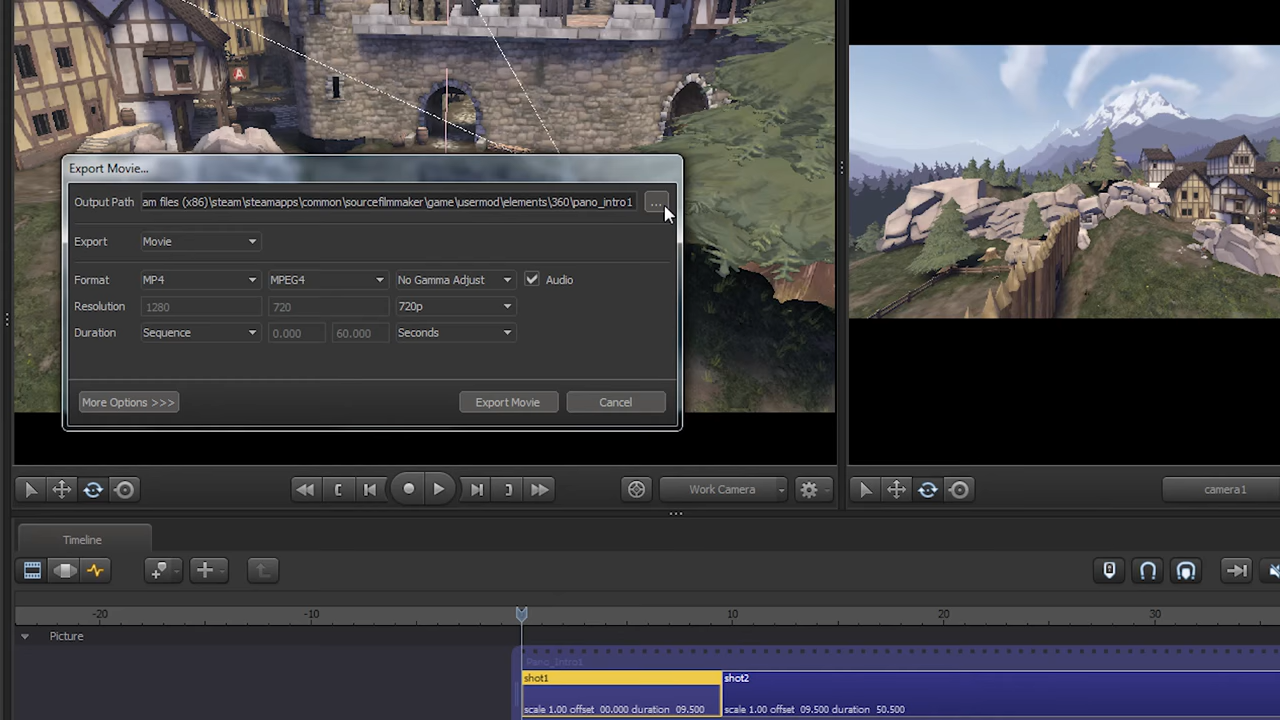 A
Export Movie...
Output Path am files (x86)\steam\steamapps\common\sourcefilmmaker\game\usermod\elements\360\pano_intro1 ...
Export Movie
Format MP4 MPEG4 No Gamma Adjust Audio
Resolution 1280 720 720p
Duration Sequence 0.000 60.000 Seconds
More Options >>> Export Movie Cancel
Work Camera camera1
Timeline
-20 -10 10 20 30
Picture
Pano_Intro1
shot1 shot2
scale 1.00 offset 00.000 duration 09.500 scale 1.00 offset 09.500 duration 50.500